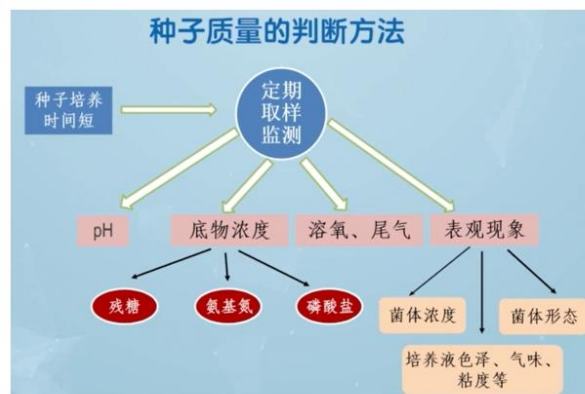 种子质量的判断方法
种子培养
时间短
定期
取样
监测
pH
底物浓度
溶氧、尾气
表观现象
残糖
氨基氮
磷酸盐
菌体浓度
菌体形态
培养液色泽、气味、
粘度等